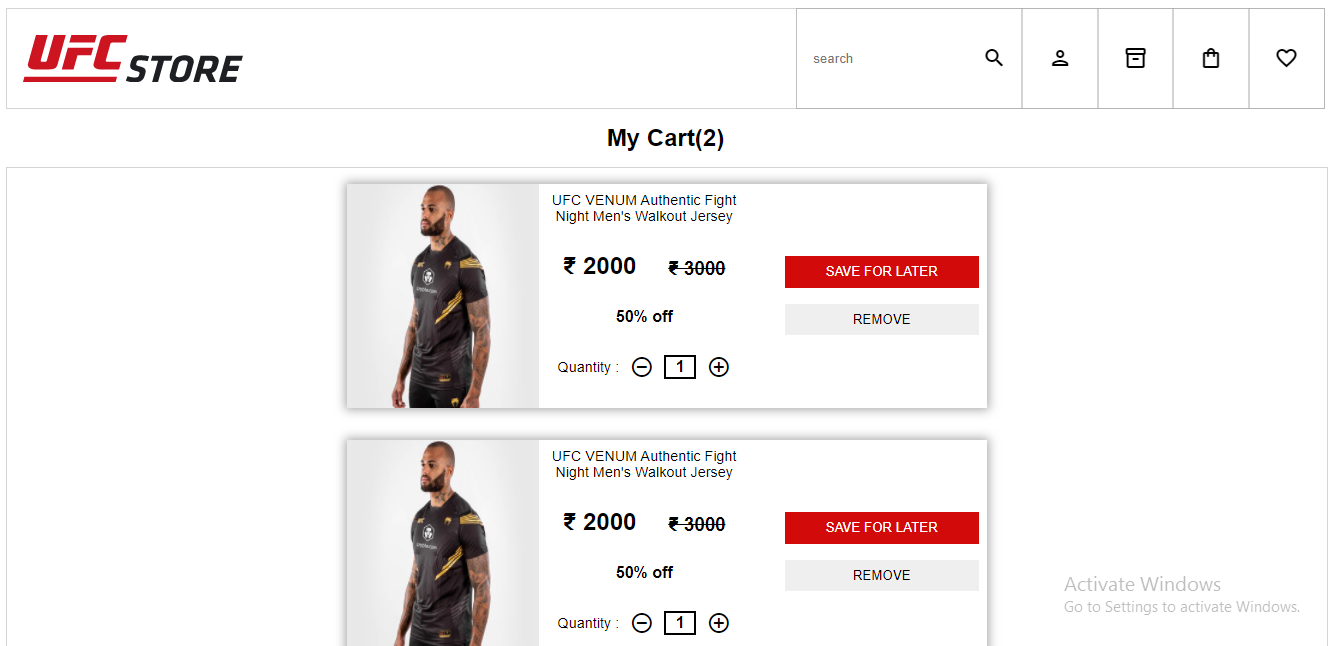 UFC STORE
search
My Cart(2)
UFC VENUM Authentic Fight
Night Men's Walkout Jersey
₹ 2000 ₹ 3000
50% off
Quantity : 1
SAVE FOR LATER
REMOVE
UFC VENUM Authentic Fight
Night Men's Walkout Jersey
₹ 2000 ₹ 3000
50% off
Quantity : 1
SAVE FOR LATER
REMOVE
Activate Windows
Go to Settings to activate Windows.